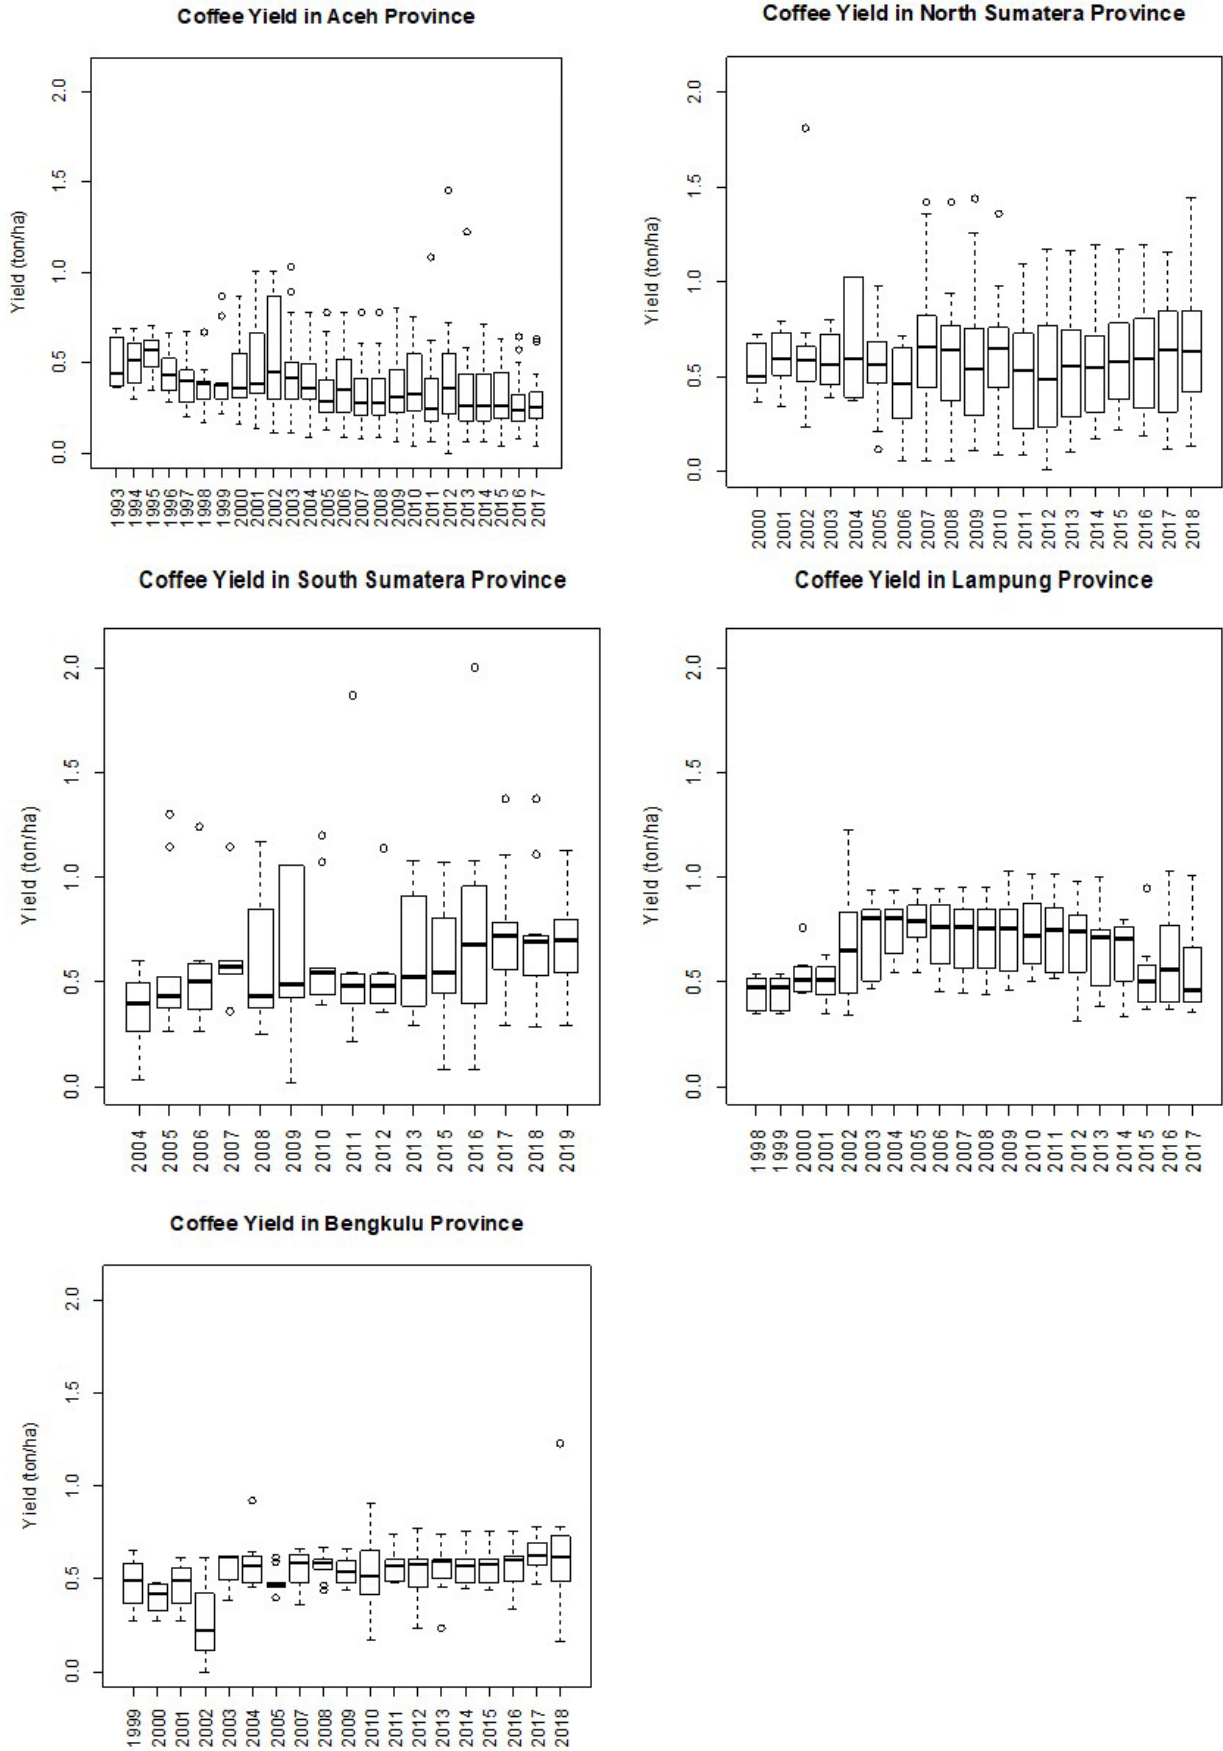 Coffee Yield in Aceh Province
Yield (ton/ha)
2.0
1.5
1.0
0.5
0.0
1993 1994 1995 1996 1997 1998 1999 2000 2001 2002 2003 2004 2005 2006 2007 2008 2009 2010 2011 2012 2013 2014 2015 2016 2017
Coffee Yield in North Sumatera Province
Yield (ton/ha)
2.0
1.5
1.0
0.5
0.0
2000 2001 2002 2003 2004 2005 2006 2007 2008 2009 2010 2011 2012 2013 2014 2015 2016 2017 2018
Coffee Yield in South Sumatera Province
Yield (ton/ha)
2.0
1.5
1.0
0.5
0.0
2004 2005 2006 2007 2008 2009 2010 2011 2012 2013 2015 2016 2017 2018 2019
Coffee Yield in Lampung Province
Yield (ton/ha)
2.0
1.5
1.0
0.5
0.0
1998 1999 2000 2001 2002 2003 2004 2005 2006 2007 2008 2009 2010 2011 2012 2013 2014 2015 2016 2017
Coffee Yield in Bengkulu Province
Yield (ton/ha)
2.0
1.5
1.0
0.5
0.0
1999 2000 2001 2002 2003 2004 2005 2007 2008 2009 2010 2011 2012 2013 2014 2015 2016 2017 2018